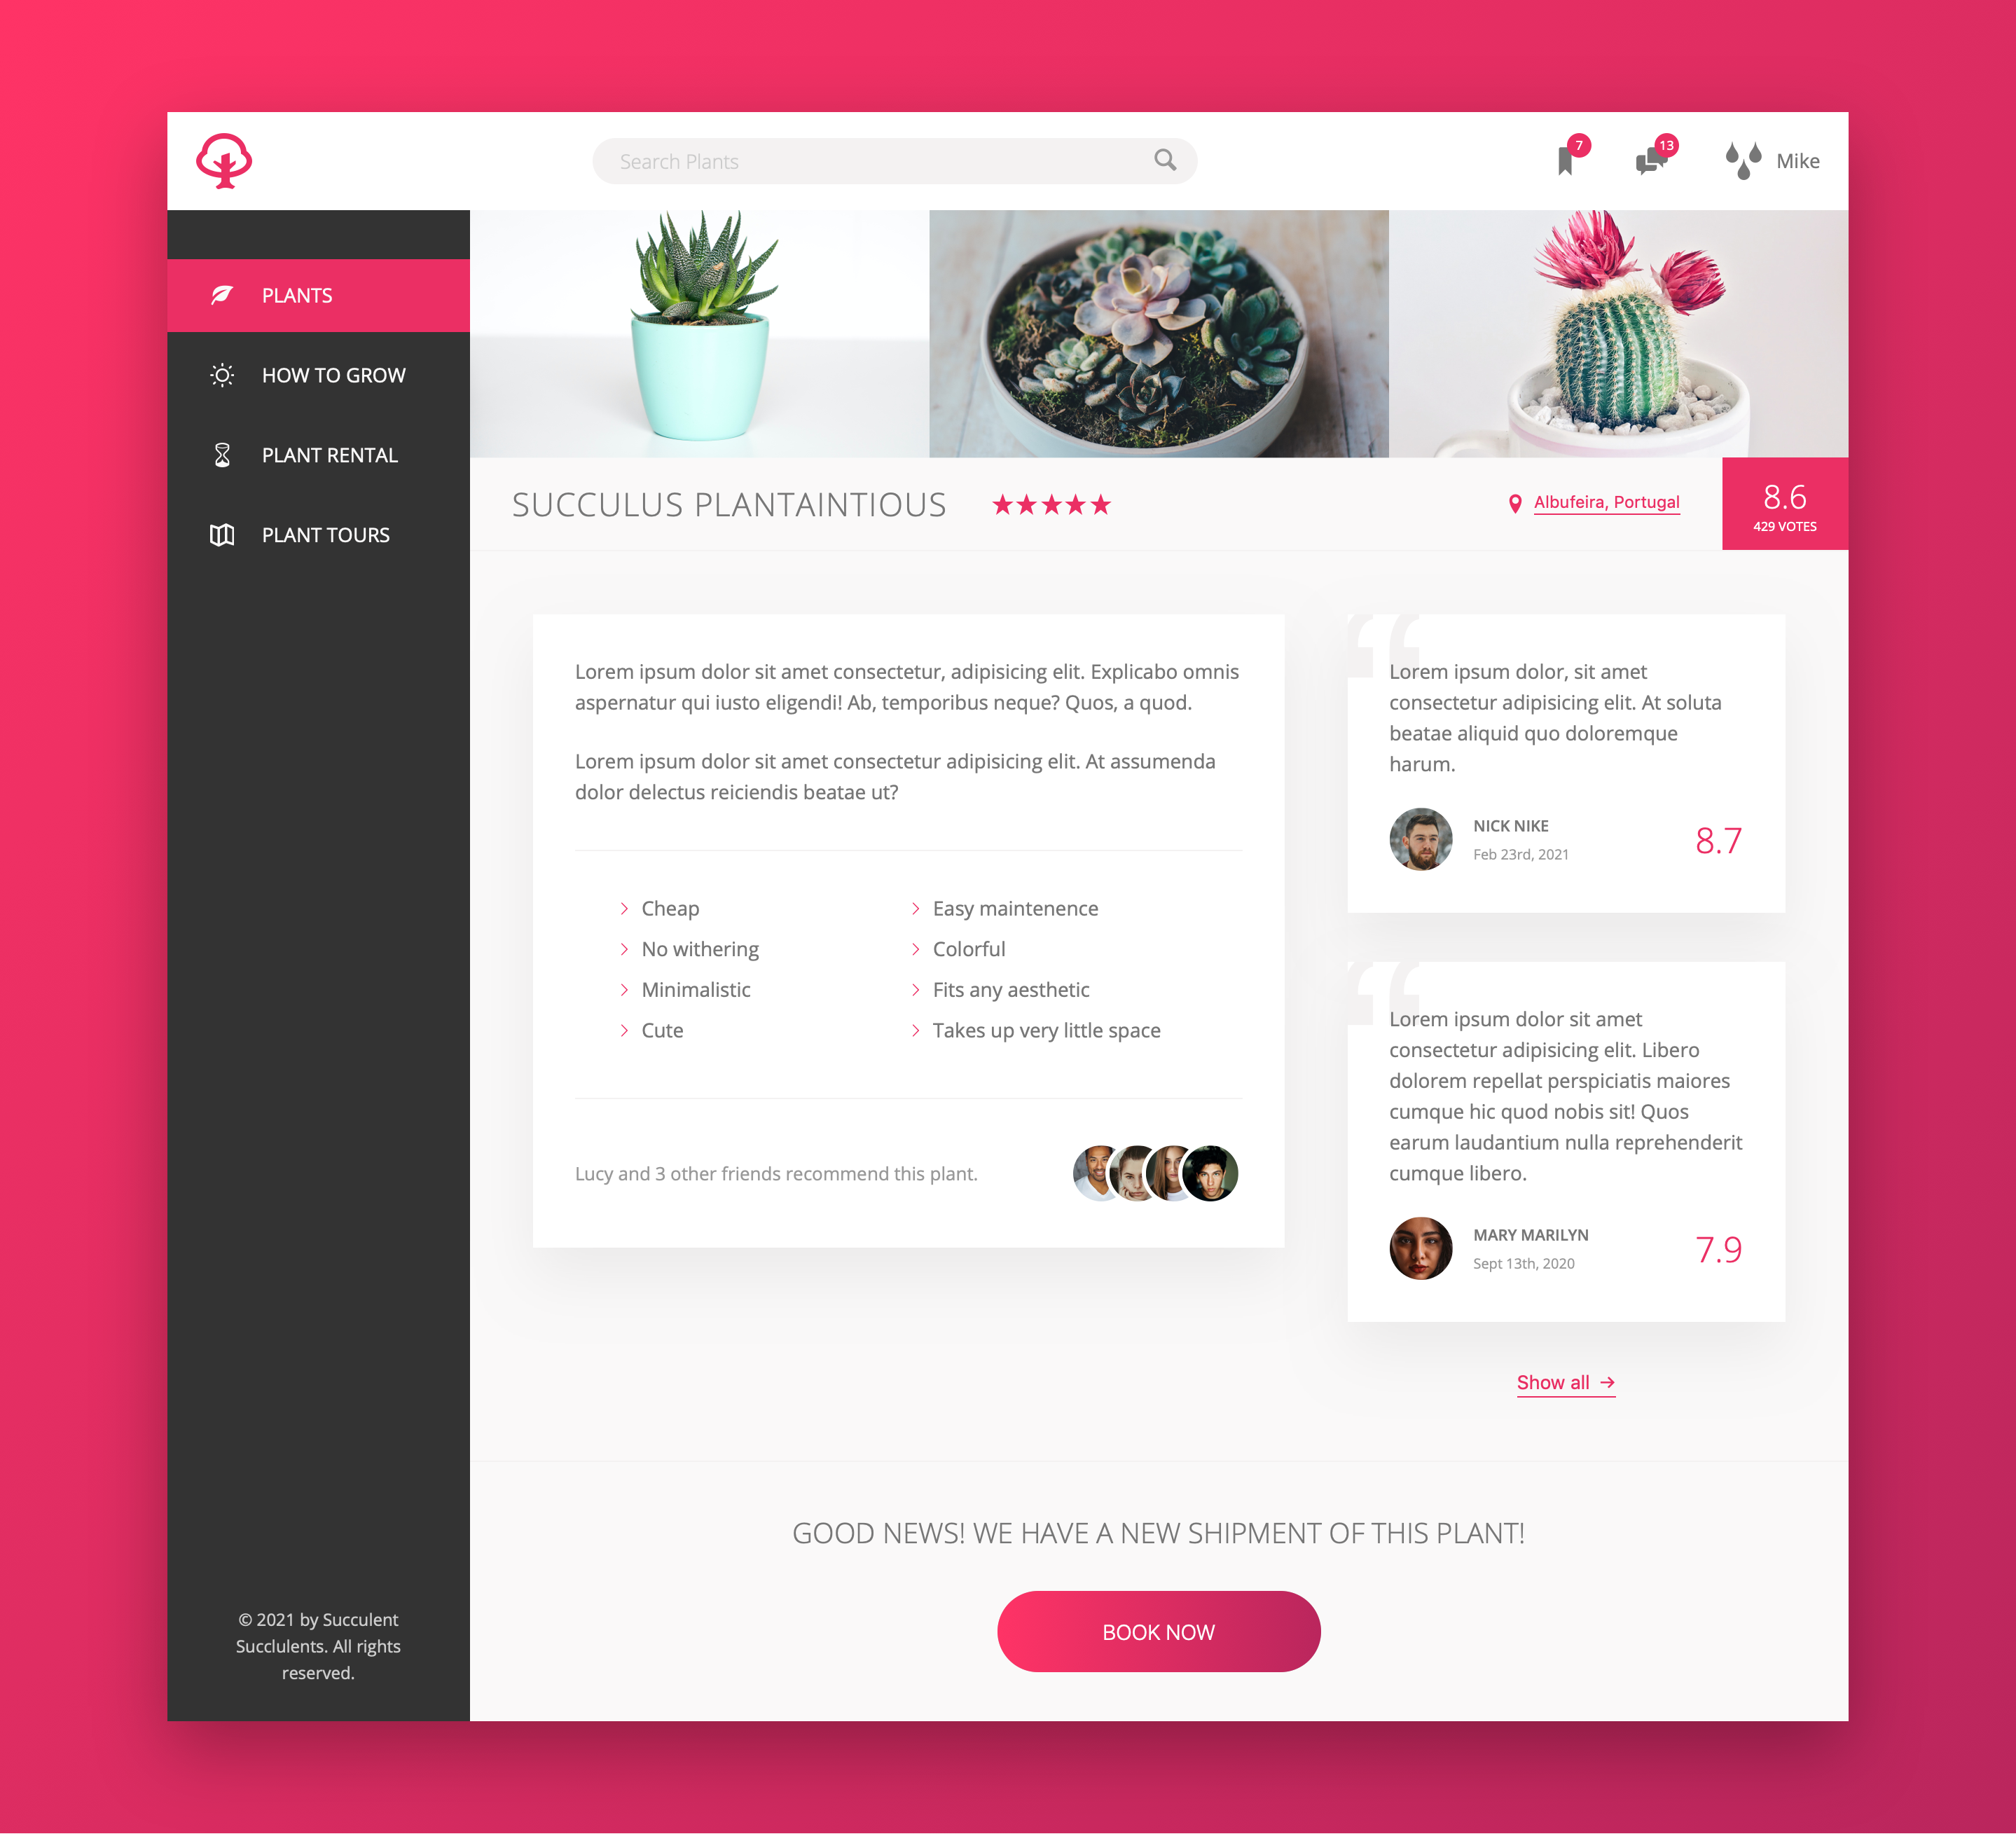 Search Plants
7
13
Mike
PLANTS
HOW TO GROW
PLANT RENTAL
PLANT TOURS
SUCCULUS PLANTAINTIOUS
Albufeira, Portugal
8.6
429 VOTES
Lorem ipsum dolor sit amet consectetur, adipisicing elit. Explicabo omnis
aspernatur qui iusto eligendi! Ab, temporibus neque? Quos, a quod.
Lorem ipsum dolor sit amet consectetur adipisicing elit. At assumenda
dolor delectus reiciendis beatae ut?
Cheap
Easy maintenence
No withering
Colorful
Minimalistic
Fits any aesthetic
Cute
Takes up very little space
Lucy and 3 other friends recommend this plant.
“
Lorem ipsum dolor, sit amet
consectetur adipisicing elit. At soluta
beatae aliquid quo doloremque
harum.
NICK NIKE
Feb 23rd, 2021
8.7
“
Lorem ipsum dolor sit amet
consectetur adipisicing elit. Libero
dolorem repellat perspiciatis maiores
cumque hic quod nobis sit! Quos
earum laudantium nulla reprehenderit
cumque libero.
MARY MARILYN
Sept 13th, 2020
7.9
Show all →
GOOD NEWS! WE HAVE A NEW SHIPMENT OF THIS PLANT!
BOOK NOW
© 2021 by Succulent
Succlulents. All rights
reserved.